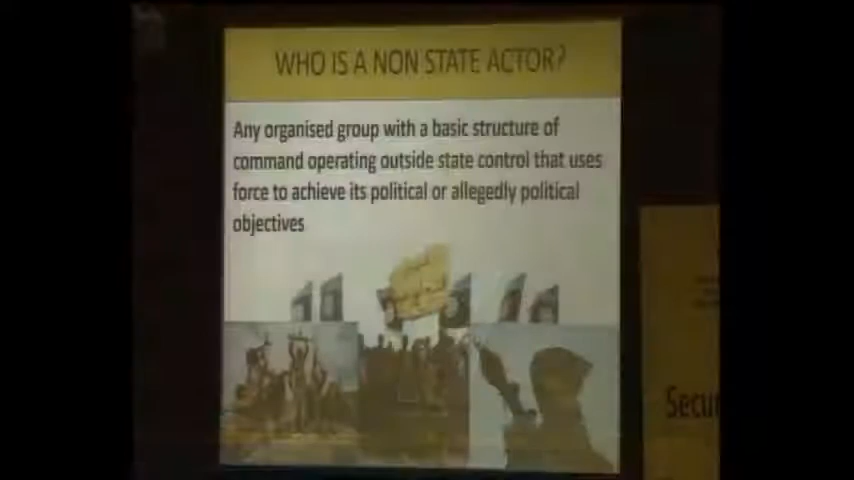 WHO IS A NON STATE ACTOR?
Any organised group with a basic structure of
command operating outside state control that uses
force to achieve its political or allegedly political
objectives
Secur